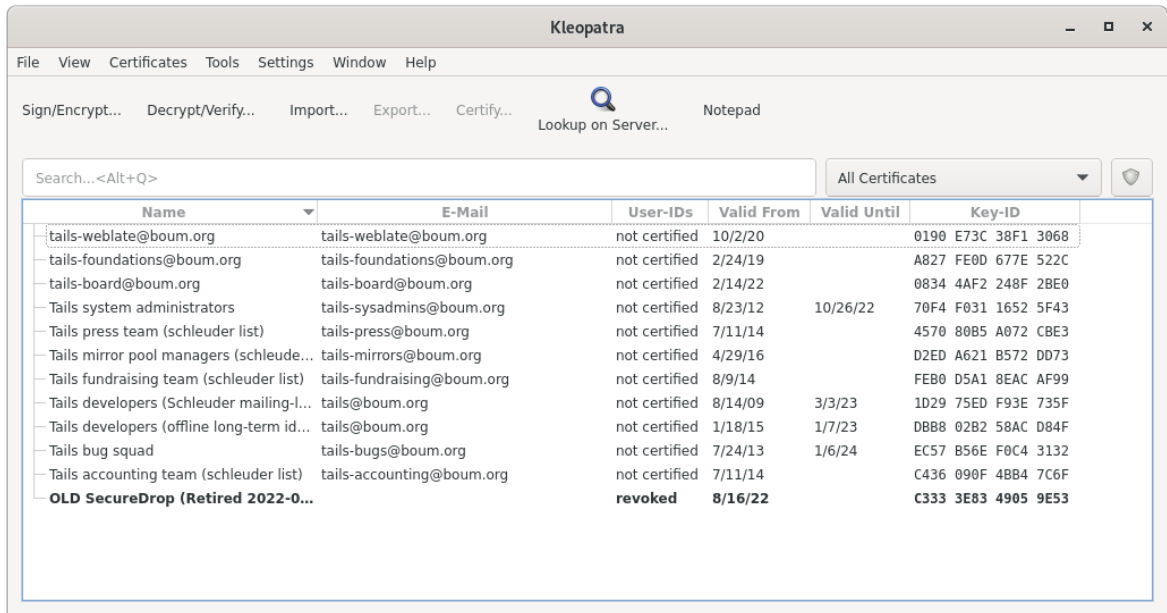 Kleopatra
File View Certificates Tools Settings Window Help
Sign/Encrypt... Decrypt/Verify... Import... Export... Certify... Lookup on Server... Notepad
Search...<Alt+Q> All Certificates
Name E-Mail User-IDs Valid From Valid Until Key-ID
tails-weblate@boum.org tails-weblate@boum.org not certified 10/2/20 0190 E73C 38F1 3068
tails-foundations@boum.org tails-foundations@boum.org not certified 2/24/19 A827 FE0D 677E 522C
tails-board@boum.org tails-board@boum.org not certified 2/14/22 0834 4AF2 248F 2BE0
Tails system administrators tails-sysadmins@boum.org not certified 8/23/12 10/26/22 70F4 F031 1652 5F43
Tails press team (schleuder list) tails-press@boum.org not certified 7/11/14 4570 80B5 A072 CBE3
Tails mirror pool managers (schleude... tails-mirrors@boum.org not certified 4/29/16 D2ED A621 B572 DD73
Tails fundraising team (schleuder list) tails-fundraising@boum.org not certified 8/9/14 FEB0 D5A1 8EAC AF99
Tails developers (Schleuder mailing-l... tails@boum.org not certified 8/14/09 3/3/23 1D29 75ED F93E 735F
Tails developers (offline long-term id... tails@boum.org not certified 1/18/15 1/7/23 DBB8 02B2 58AC D84F
Tails bug squad tails-bugs@boum.org not certified 7/24/13 1/6/24 EC57 B56E F0C4 3132
Tails accounting team (schleuder list) tails-accounting@boum.org not certified 7/11/14 C436 090F 4BB4 7C6F
OLD SecureDrop (Retired 2022-0... revoked 8/16/22 C333 3E83 4905 9E53